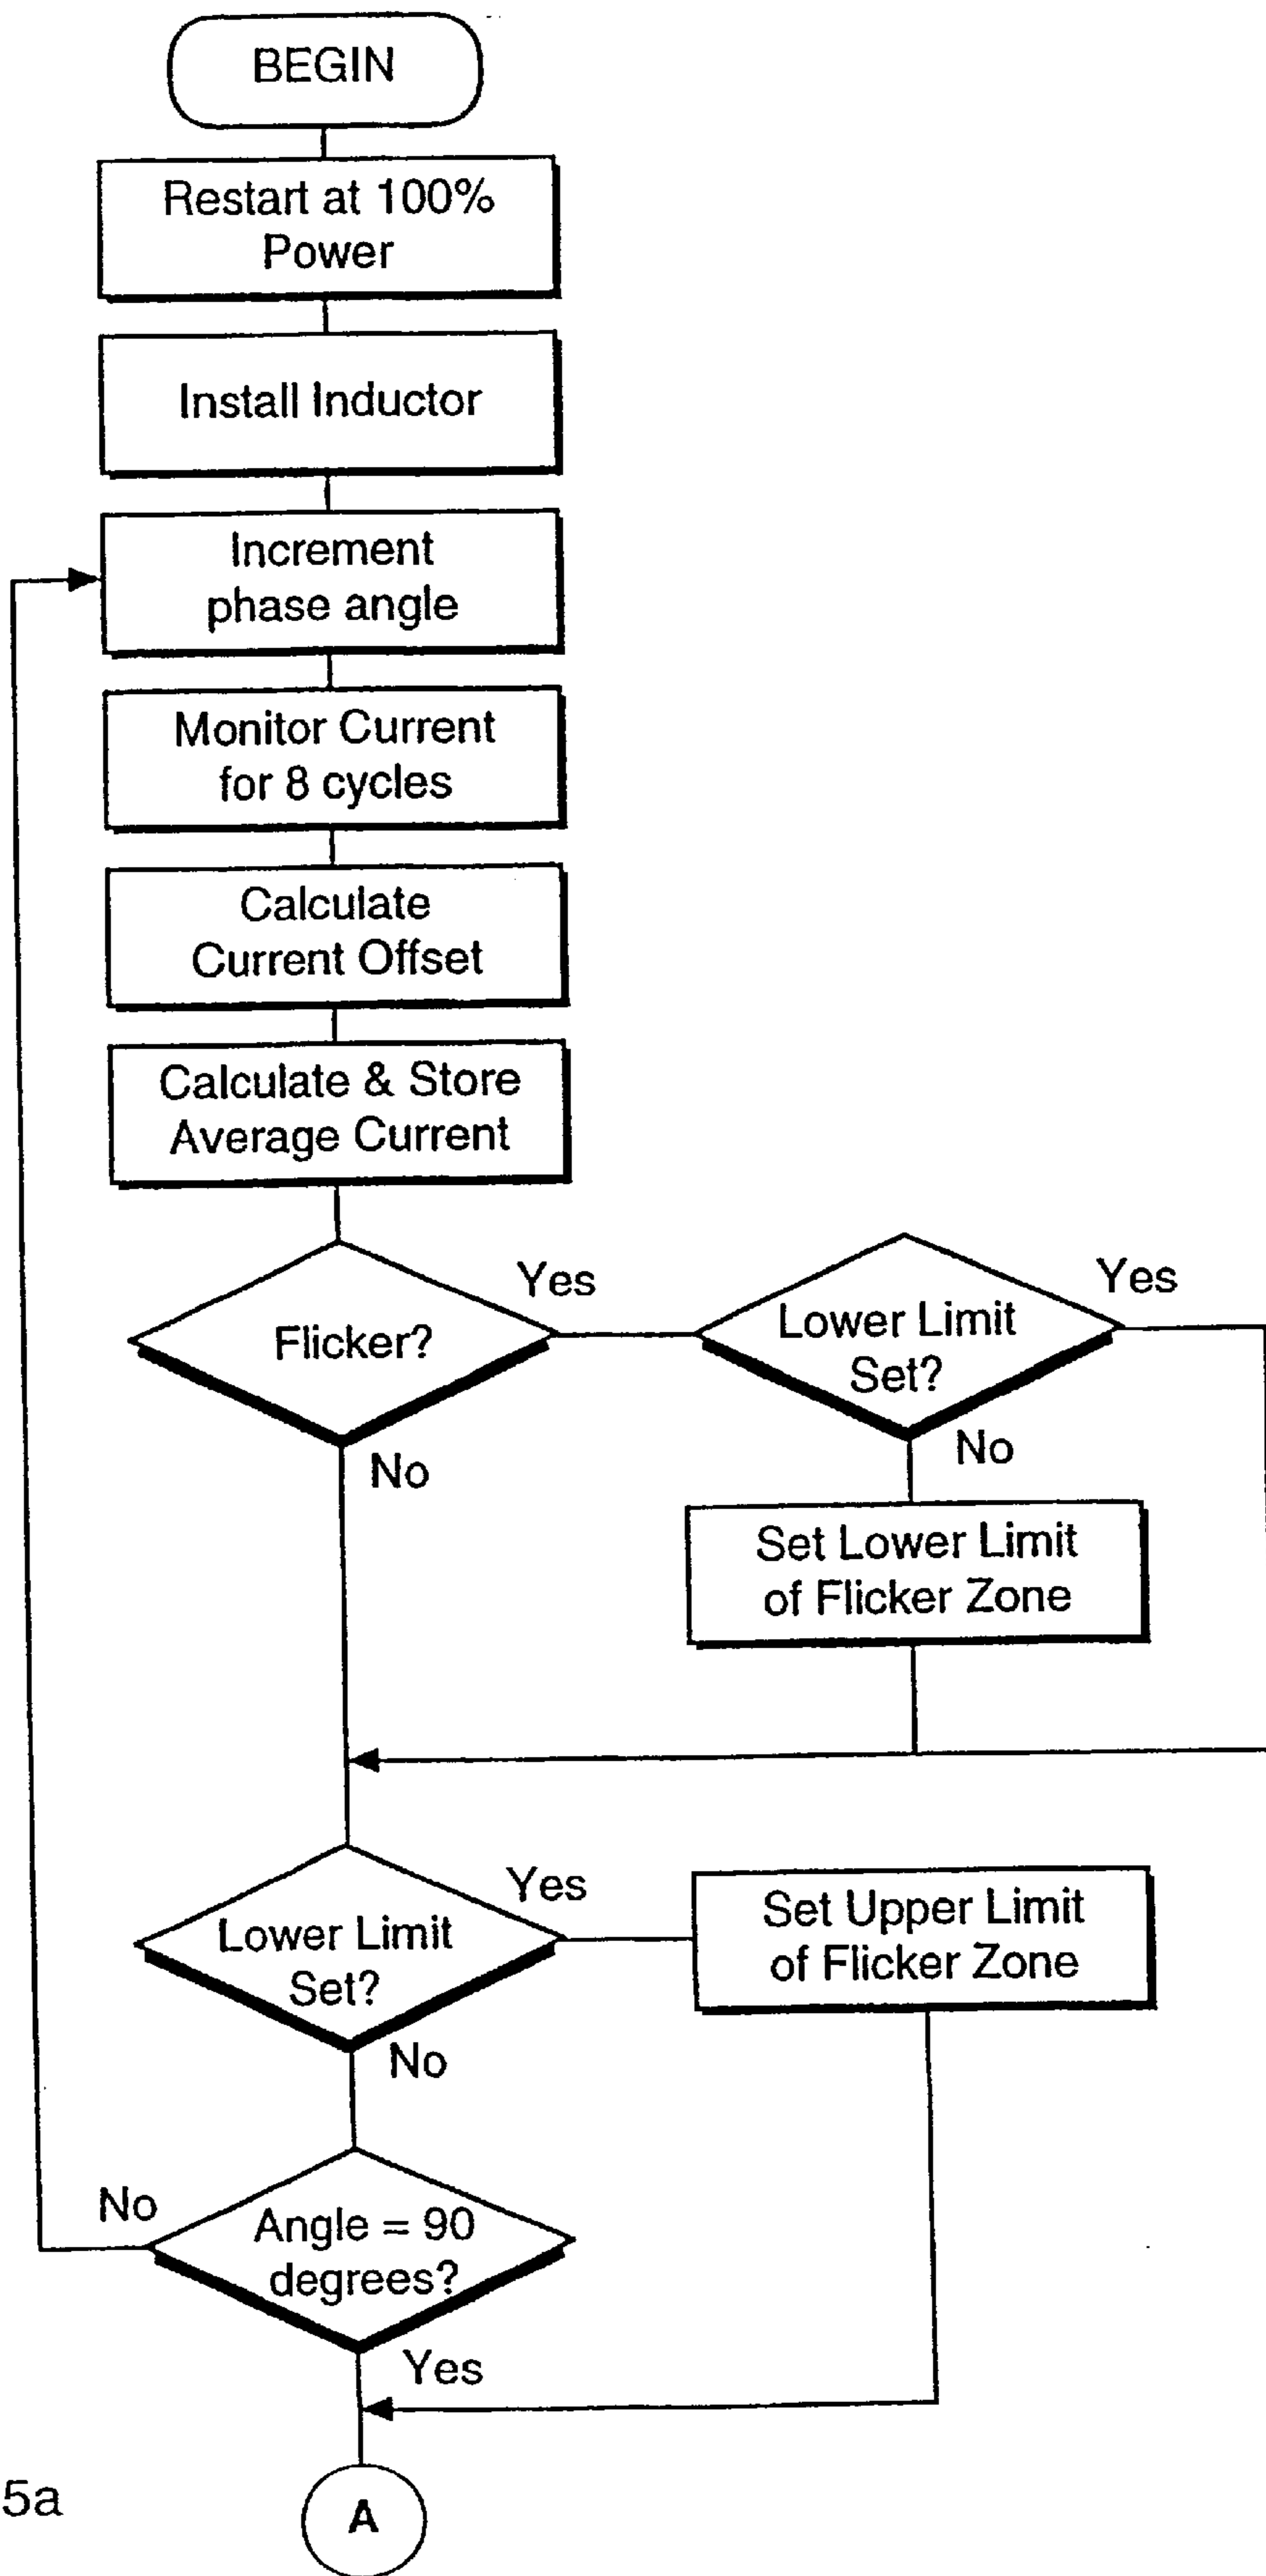 BEGIN
Restart at 100%
Power
Install Inductor
Increment
phase angle
Monitor Current
for 8 cycles
Calculate
Current Offset
Calculate & Store
Average Current
Flicker?
Yes
No
Lower Limit
Set?
Yes
No
Set Lower Limit
of Flicker Zone
Lower Limit
Set?
Yes
No
Set Upper Limit
of Flicker Zone
Angle = 90
degrees?
No
Yes
A
5a